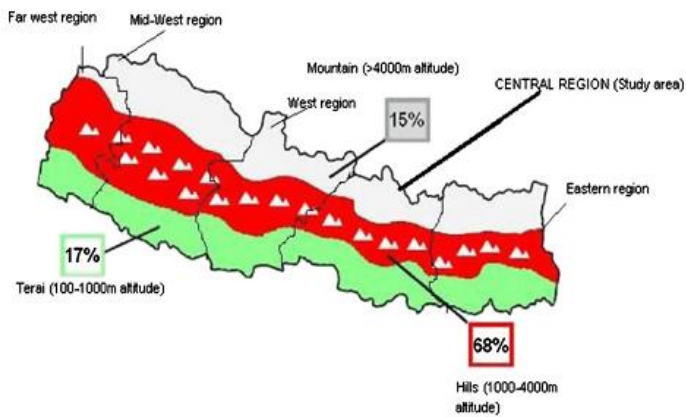 Far west region
Mid-West region
Mountain (>4000m altitude)
CENTRAL REGION (Study area)
West region
15%
Eastern region
17%
Terai (100-1000m altitude)
68%
Hills (1000-4000m
altitude)